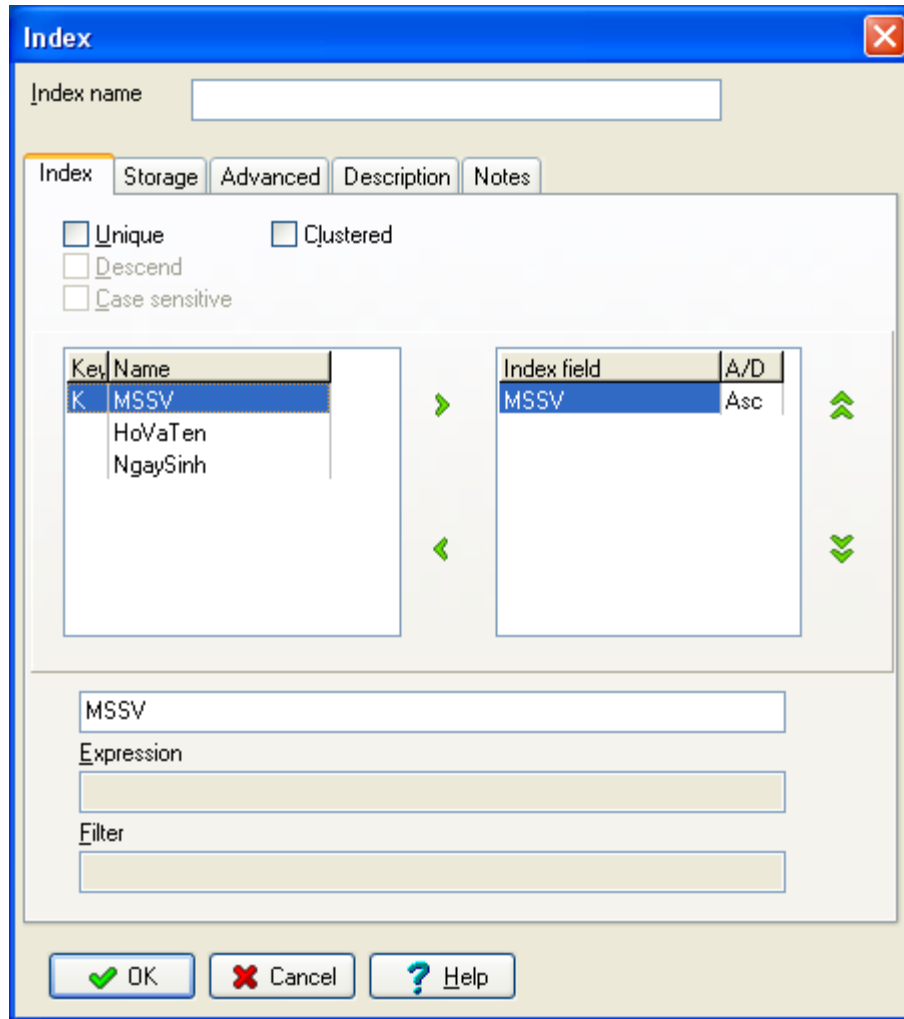 Index
Index name
Index Storage Advanced Description Notes
Unique Clustered
Descend
Case sensitive
Key Name
K MSSV
HoVaTen
NgaySinh
Index field A/D
MSSV Asc
MSSV
Expression
Filter
OK Cancel Help